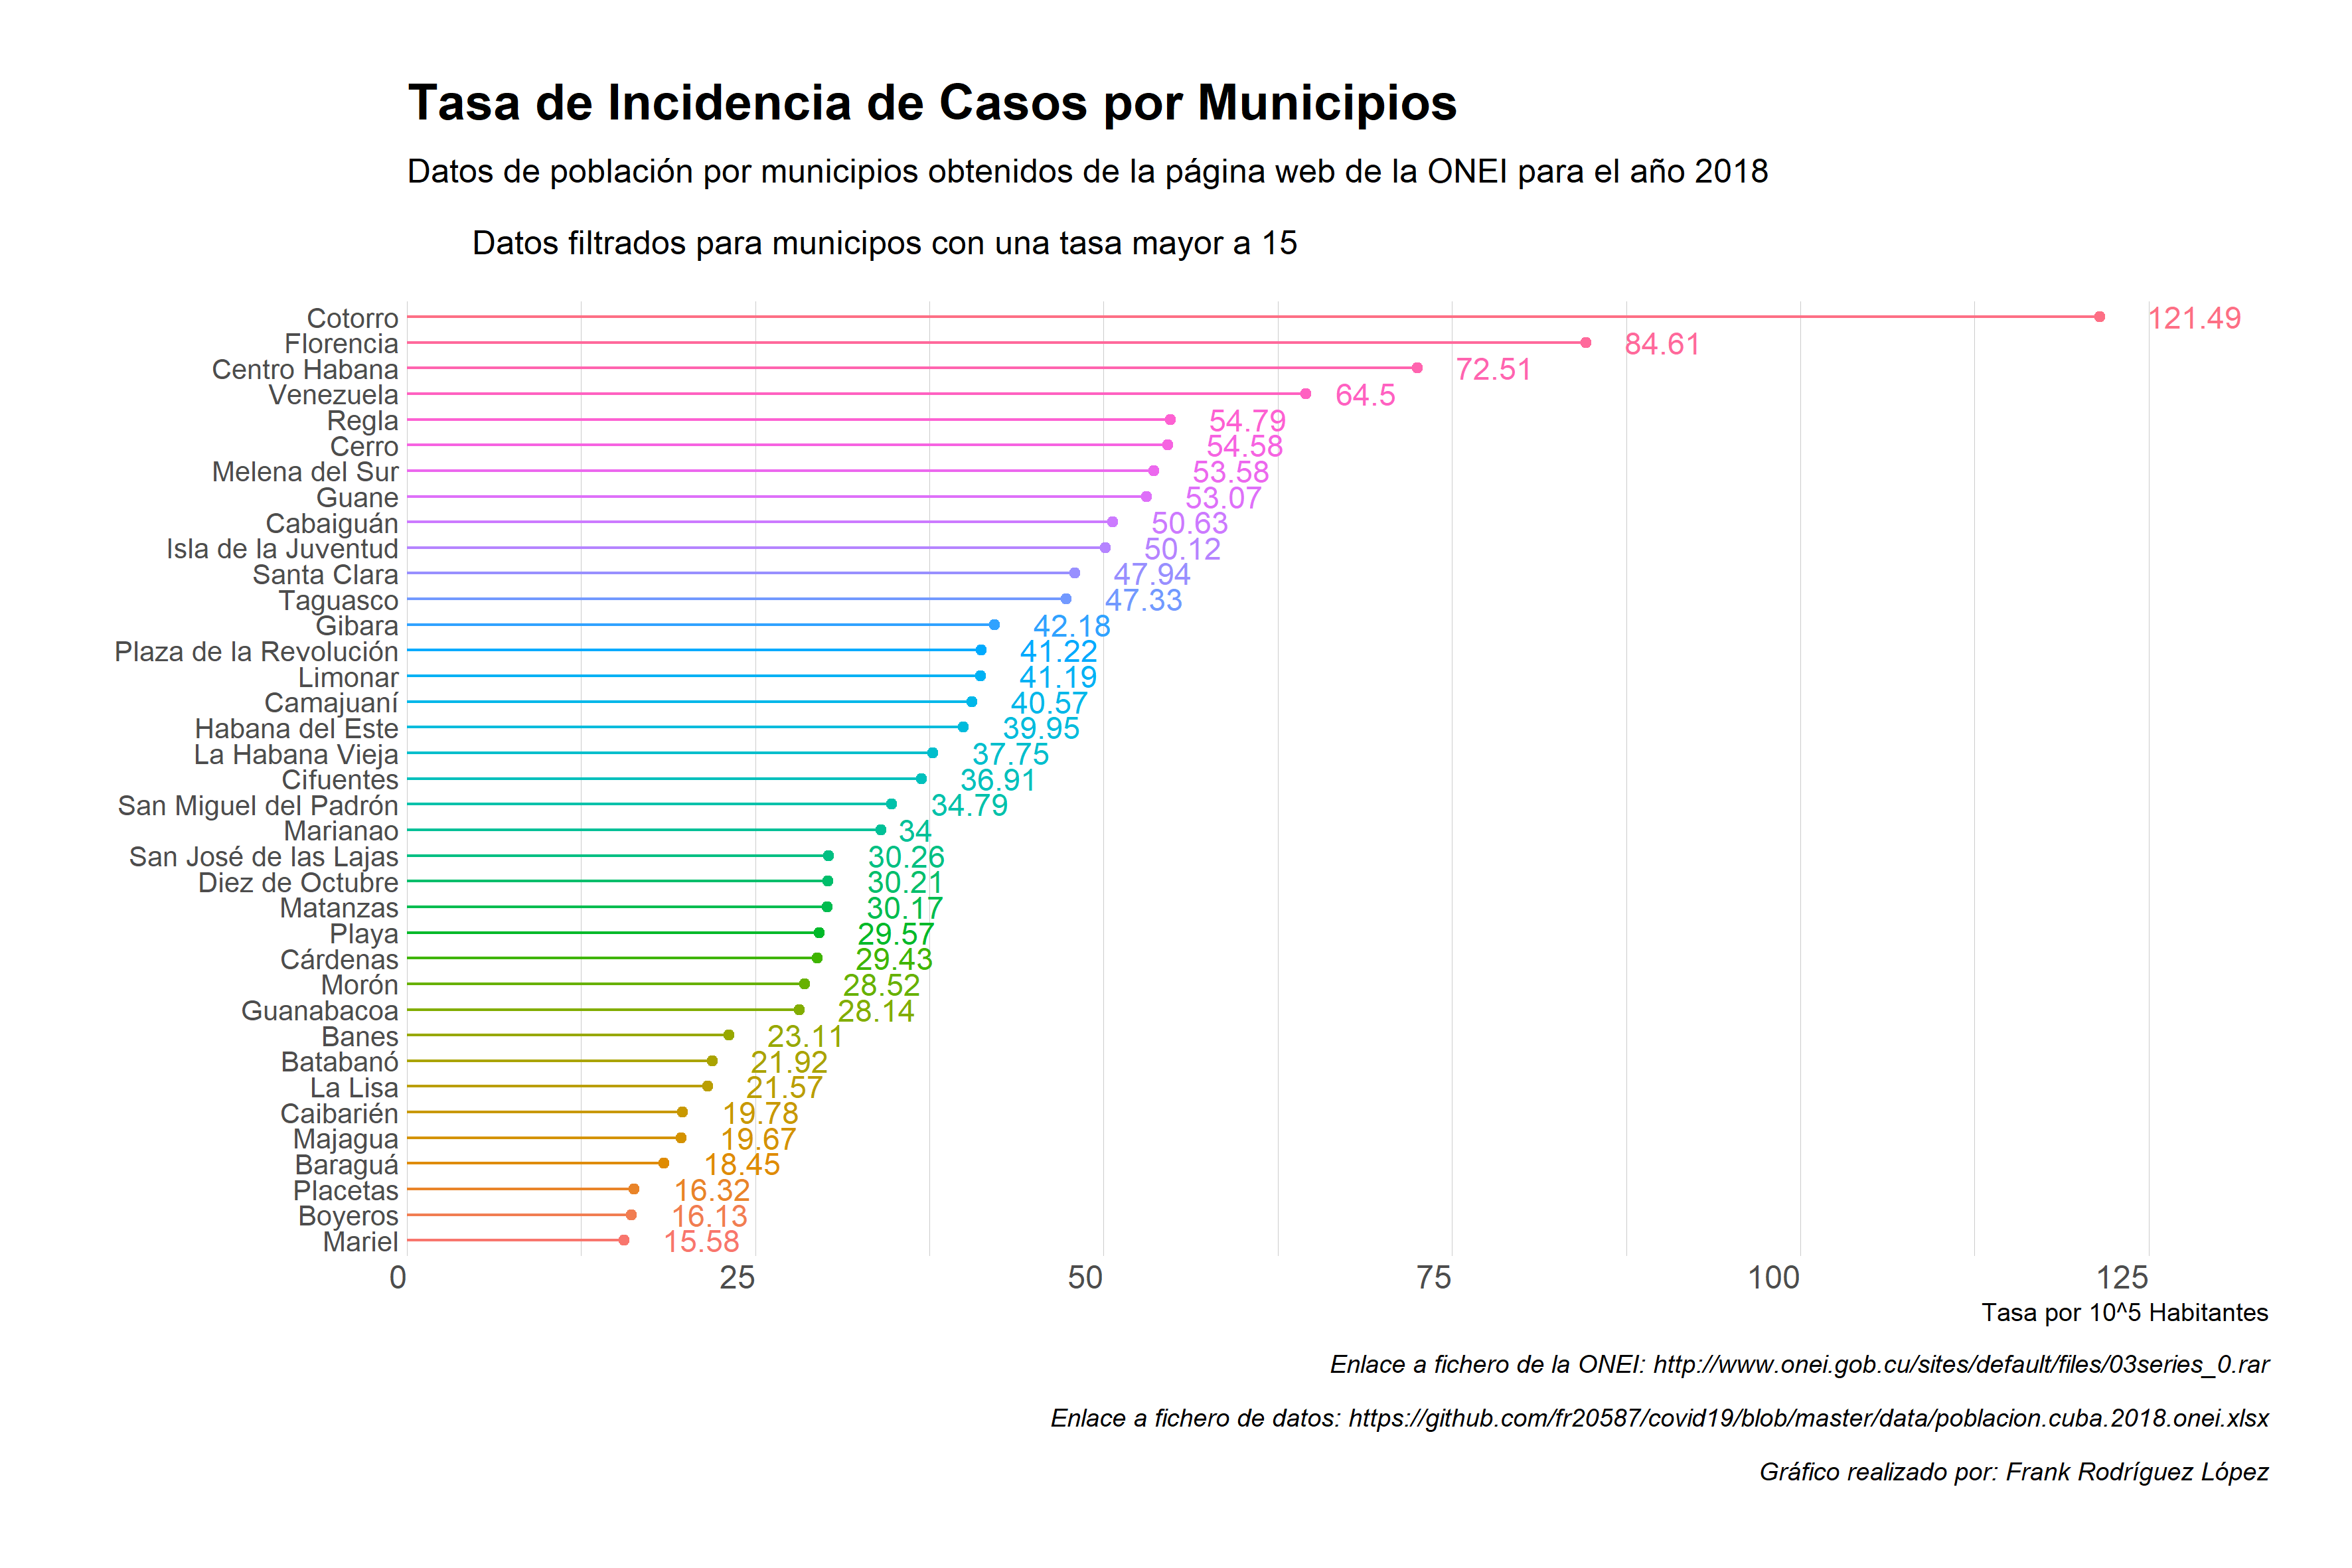 Tasa de Incidencia de Casos por Municipios
Datos de población por municipios obtenidos de la página web de la ONEI para el año 2018
Datos filtrados para municipos con una tasa mayor a 15
Cotorro 121.49
Florencia 84.61
Centro Habana 72.51
Venezuela 64.5
Regla 54.79
Cerro 54.58
Melena del Sur 53.58
Guane 53.07
Cabaiguán 50.63
Isla de la Juventud 50.12
Santa Clara 47.94
Taguasco 47.33
Gibara 42.18
Plaza de la Revolución 41.22
Limonar 41.19
Camajuaní 40.57
Habana del Este 39.95
La Habana Vieja 37.75
Cifuentes 36.91
San Miguel del Padrón 34.79
Marianao 34
San José de las Lajas 30.26
Diez de Octubre 30.21
Matanzas 30.17
Playa 29.57
Cárdenas 29.43
Morón 28.52
Guanabacoa 28.14
Banes 23.11
Batabanó 21.92
La Lisa 21.57
Caibarién 19.78
Majagua 19.67
Baraguá 18.45
Placetas 16.32
Boyeros 16.13
Mariel 15.58
0 25 50 75 100 125
Tasa por 10^5 Habitantes
Enlace a fichero de la ONEI: http://www.onei.gob.cu/sites/default/files/03series_0.rar
Enlace a fichero de datos: https://github.com/fr20587/covid19/blob/master/data/poblacion.cuba.2018.onei.xlsx
Gráfico realizado por: Frank Rodríguez López